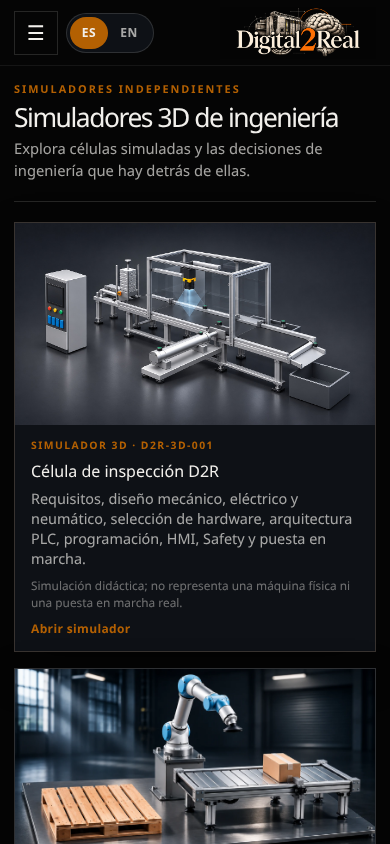 ☰
ES EN
Digital2Real
SIMULADORES INDEPENDIENTES
Simuladores 3D de ingeniería
Explora células simuladas y las decisiones de
ingeniería que hay detrás de ellas.
SIMULADOR 3D · D2R-3D-001
Célula de inspección D2R
Requisitos, diseño mecánico, eléctrico y
neumático, selección de hardware, arquitectura
PLC, programación, HMI, Safety y puesta en
marcha.
Simulación didáctica; no representa una máquina física ni
una puesta en marcha real.
Abrir simulador